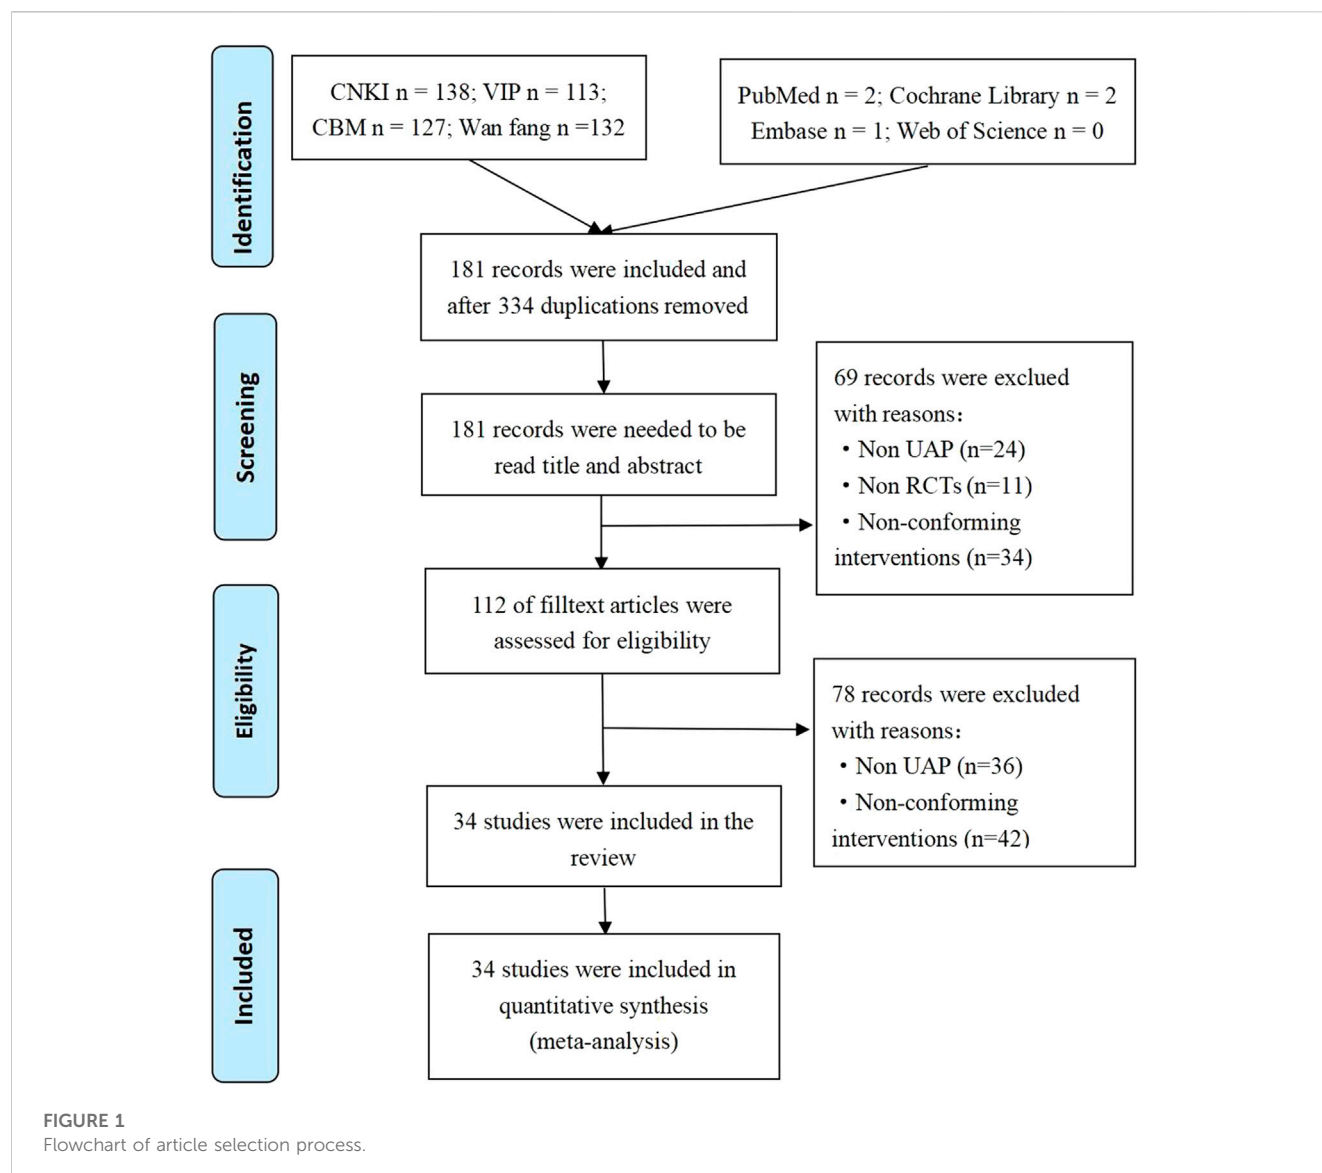 Identification
CNKI n = 138; VIP n = 113;
CBM n = 127; Wan fang n =132
PubMed n = 2; Cochrane Library n = 2
Embase n = 1; Web of Science n = 0
181 records were included and
after 334 duplications removed
Screening
181 records were needed to be
read title and abstract
69 records were exclued
with reasons：
・Non UAP (n=24)
・Non RCTs (n=11)
・Non-conforming
interventions (n=34)
Eligibility
112 of filltext articles were
assessed for eligibility
78 records were excluded
with reasons：
・Non UAP (n=36)
・Non-conforming
interventions (n=42)
34 studies were included in the
review
Included
34 studies were included in
quantitative synthesis
(meta-analysis)
FIGURE 1
Flowchart of article selection process.